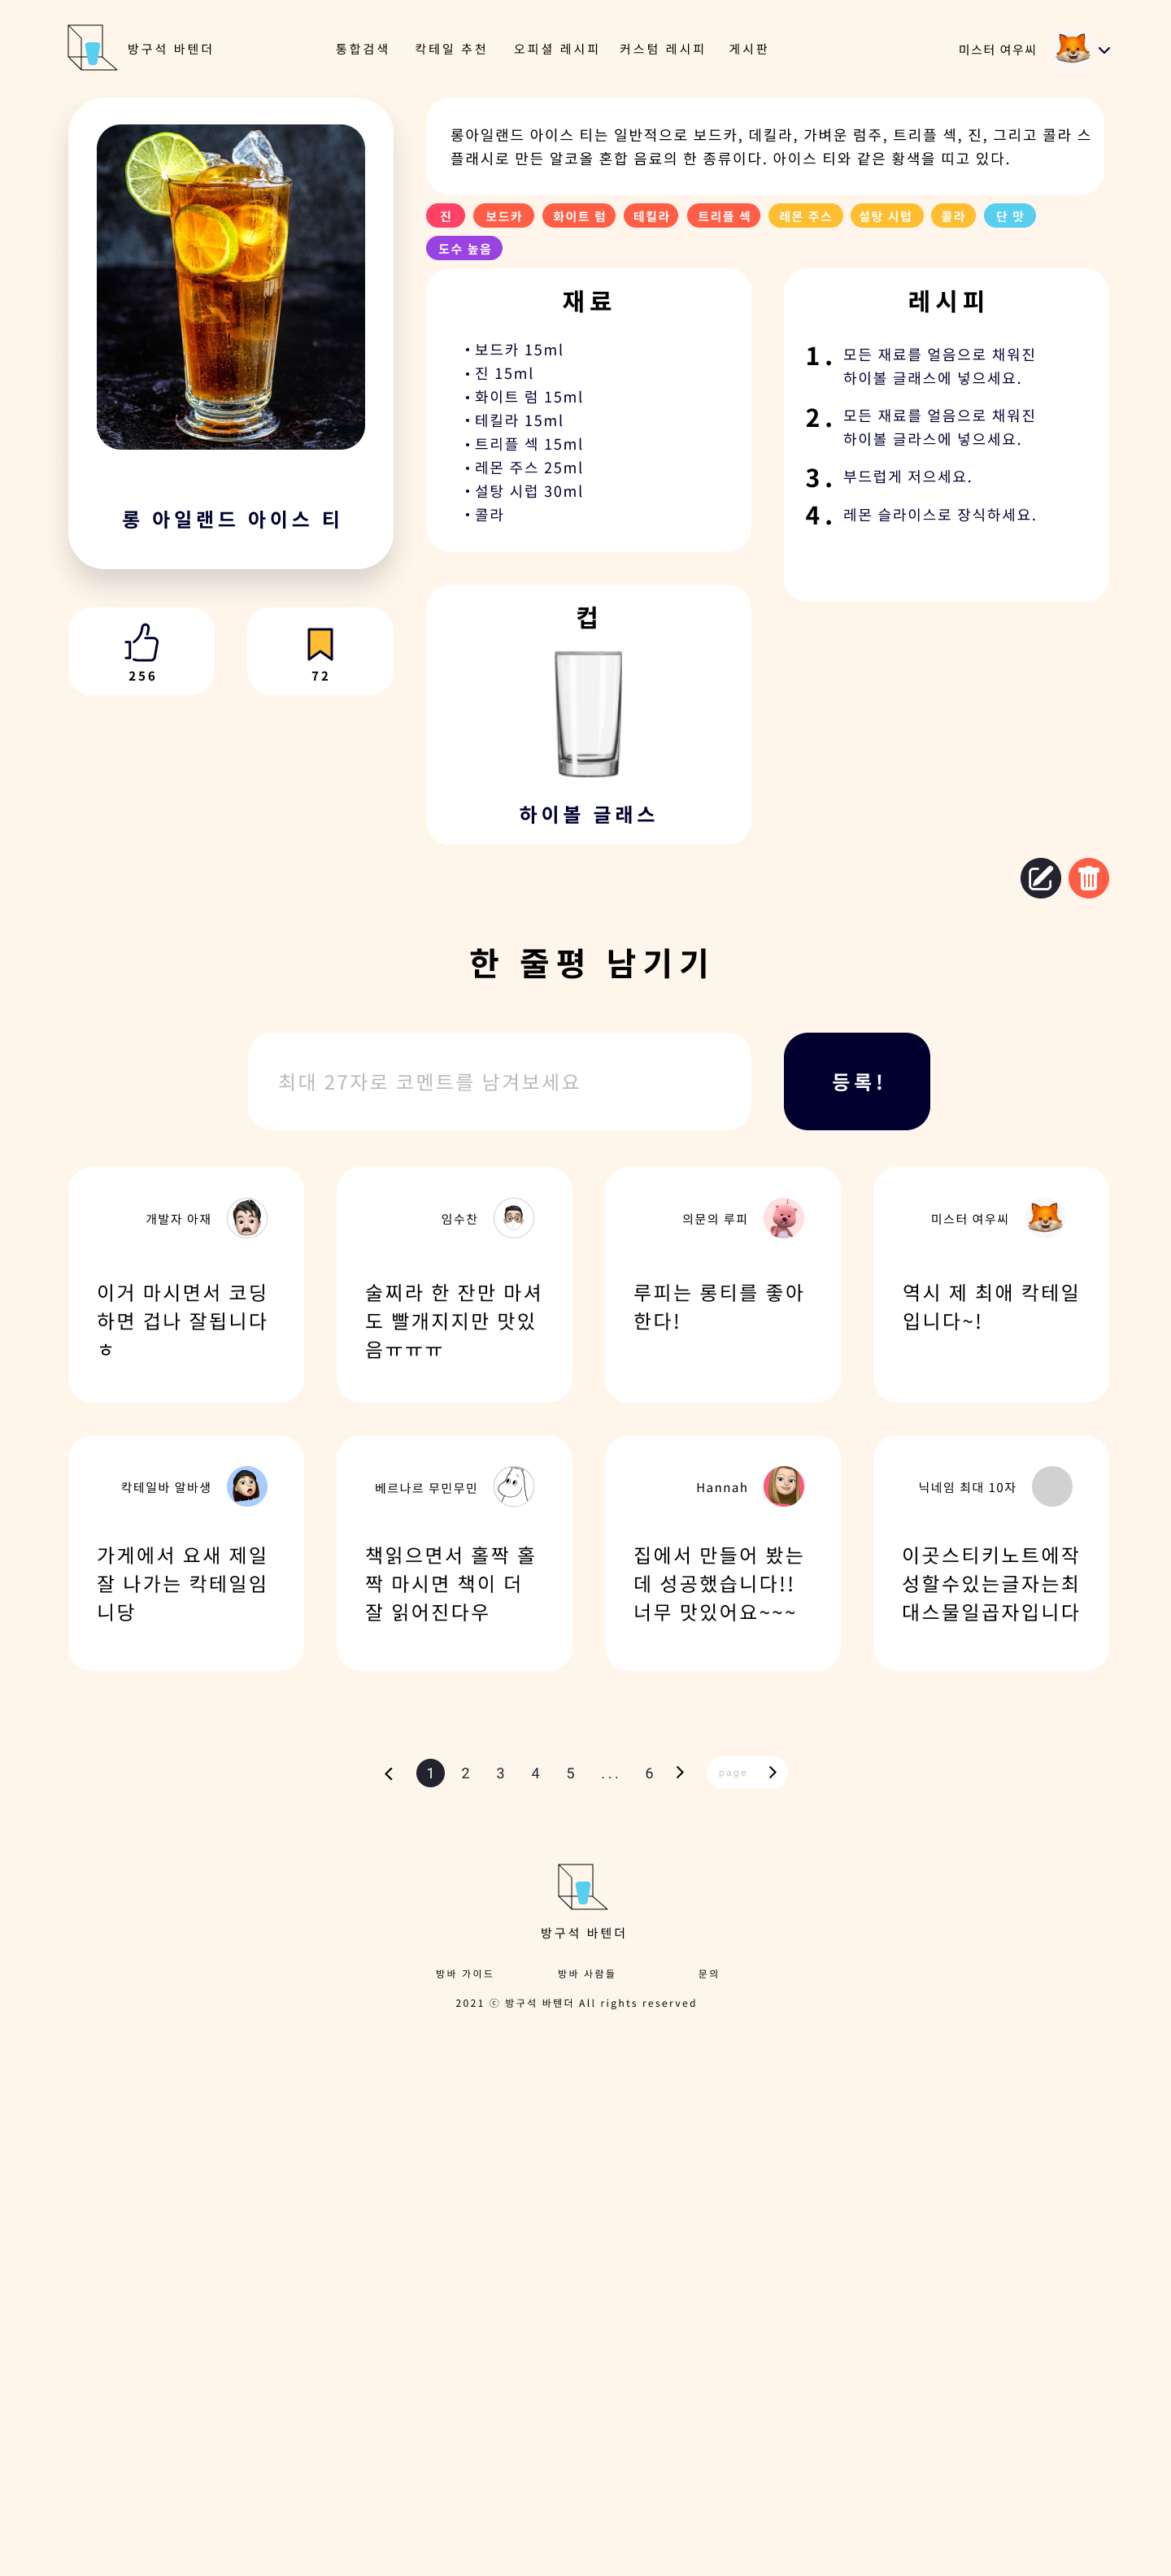 방구석 바텐더
통합검색 칵테일 추천 오피셜 레시피 커스텀 레시피 게시판
미스터 여우씨
롱아일랜드 아이스 티는 일반적으로 보드카, 데킬라, 가벼운 럼주, 트리플 섹, 진, 그리고 콜라 스
플래시로 만든 알코올 혼합 음료의 한 종류이다. 아이스 티와 같은 황색을 띠고 있다.
진 보드카 화이트 럼 테킬라 트리플 섹 레몬 주스 설탕 시럽 콜라 단 맛
도수 높음
롱 아일랜드 아이스 티
256
72
재료
• 보드카 15ml
• 진 15ml
• 화이트 럼 15ml
• 테킬라 15ml
• 트리플 섹 15ml
• 레몬 주스 25ml
• 설탕 시럽 30ml
• 콜라
레시피
1. 모든 재료를 얼음으로 채워진
하이볼 글래스에 넣으세요.
2. 모든 재료를 얼음으로 채워진
하이볼 글라스에 넣으세요.
3. 부드럽게 저으세요.
4. 레몬 슬라이스로 장식하세요.
컵
하이볼 글래스
한 줄평 남기기
최대 27자로 코멘트를 남겨보세요
등록!
개발자 아재
이거 마시면서 코딩
하면 겁나 잘됩니다
ㅎ
임수찬
술찌라 한 잔만 마셔
도 빨개지지만 맛있
음ㅠㅠㅠ
의문의 루피
루피는 롱티를 좋아
한다!
미스터 여우씨
역시 제 최애 칵테일
입니다~!
칵테일바 알바생
가게에서 요새 제일
잘 나가는 칵테일임
니당
베르나르 무민무민
책읽으면서 홀짝 홀
짝 마시면 책이 더
잘 읽어진다우
Hannah
집에서 만들어 봤는
데 성공했습니다!!
너무 맛있어요~~~
닉네임 최대 10자
이곳스티키노트에작
성할수있는글자는최
대스물일곱자입니다
1 2 3 4 5 ... 6 page
방구석 바텐더
방바 가이드 방바 사람들 문의
2021 ⓒ 방구석 바텐더 All rights reserved